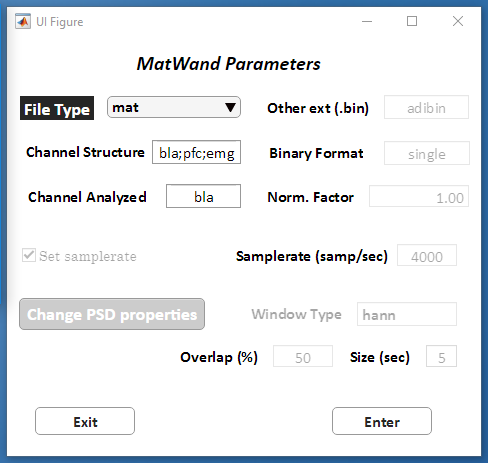 UI Figure
MatWand Parameters
File Type mat Other ext (.bin) adibin
Channel Structure bla;pfc;emg Binary Format single
Channel Analyzed bla Norm. Factor 1.00
Set samplerate Samplerate (samp/sec) 4000
Change PSD properties Window Type hann
Overlap (%) 50 Size (sec) 5
Exit Enter